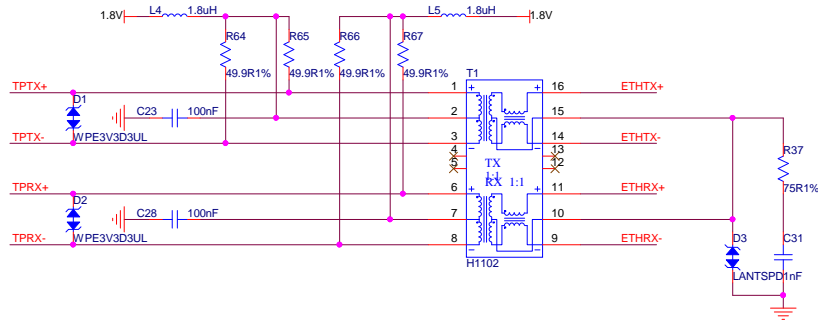 L4 1.8uH
1.8V
L5 1.8uH
1.8V
R64
R65
R66
R67
49.9R1%
49.9R1%
49.9R1%
49.9R1%
T1
TPTX+
1
+
+
16
ETHTX+
D1
C23
100nF
2
15
WPE3V3D3UL
TPTX-
3
14
ETHTX-
4
13
TX
1:1
5
12
RX 1:1
R37
75R1%
TPRX+
6
+
+
11
ETHRX+
D2
C28
100nF
7
10
WPE3V3D3UL
TPRX-
8
9
ETHRX-
H1102
D3
C31
LANTSPD
1nF